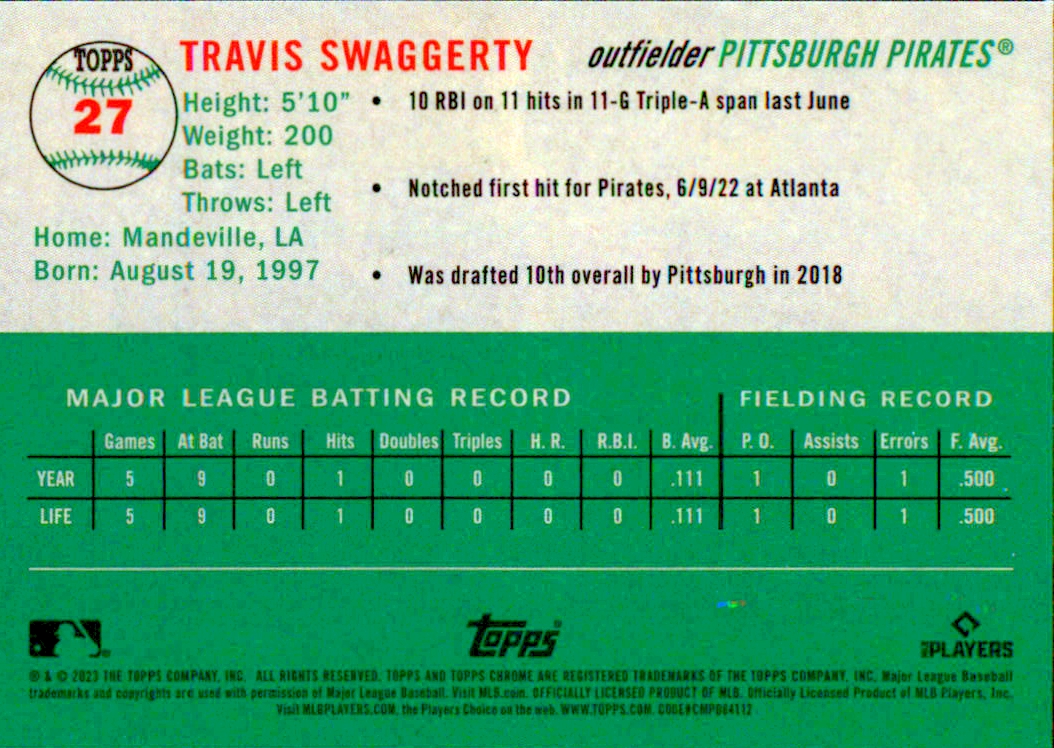 TOPPS
27
TRAVIS SWAGGERTY
outfielder PITTSBURGH PIRATES®
Height: 5'10"
Weight: 200
Bats: Left
Throws: Left
Home: Mandeville, LA
Born: August 19, 1997
• 10 RBI on 11 hits in 11-G Triple-A span last June
• Notched first hit for Pirates, 6/9/22 at Atlanta
• Was drafted 10th overall by Pittsburgh in 2018
MAJOR LEAGUE BATTING RECORD FIELDING RECORD
Games At Bat Runs Hits Doubles Triples H. R. R.B.I. B. Avg. P. O. Assists Errors F. Avg.
YEAR 5 9 0 1 0 0 0 0 .111 1 0 1 .500
LIFE 5 9 0 1 0 0 0 0 .111 1 0 1 .500
Topps
MLB PLAYERS
® & © 2023 THE TOPPS COMPANY, INC. ALL RIGHTS RESERVED. TOPPS AND TOPPS CHROME ARE REGISTERED TRADEMARKS OF THE TOPPS COMPANY, INC. Major League Baseball
trademarks and copyrights are used with permission of Major League Baseball. Visit MLB.com. OFFICIALLY LICENSED PRODUCT OF MLB. Officially Licensed Product of MLB Players, Inc.
Visit MLBPLAYERS.COM, the Players Choice on the web. WWW.TOPPS.COM. CODE#CMP064112